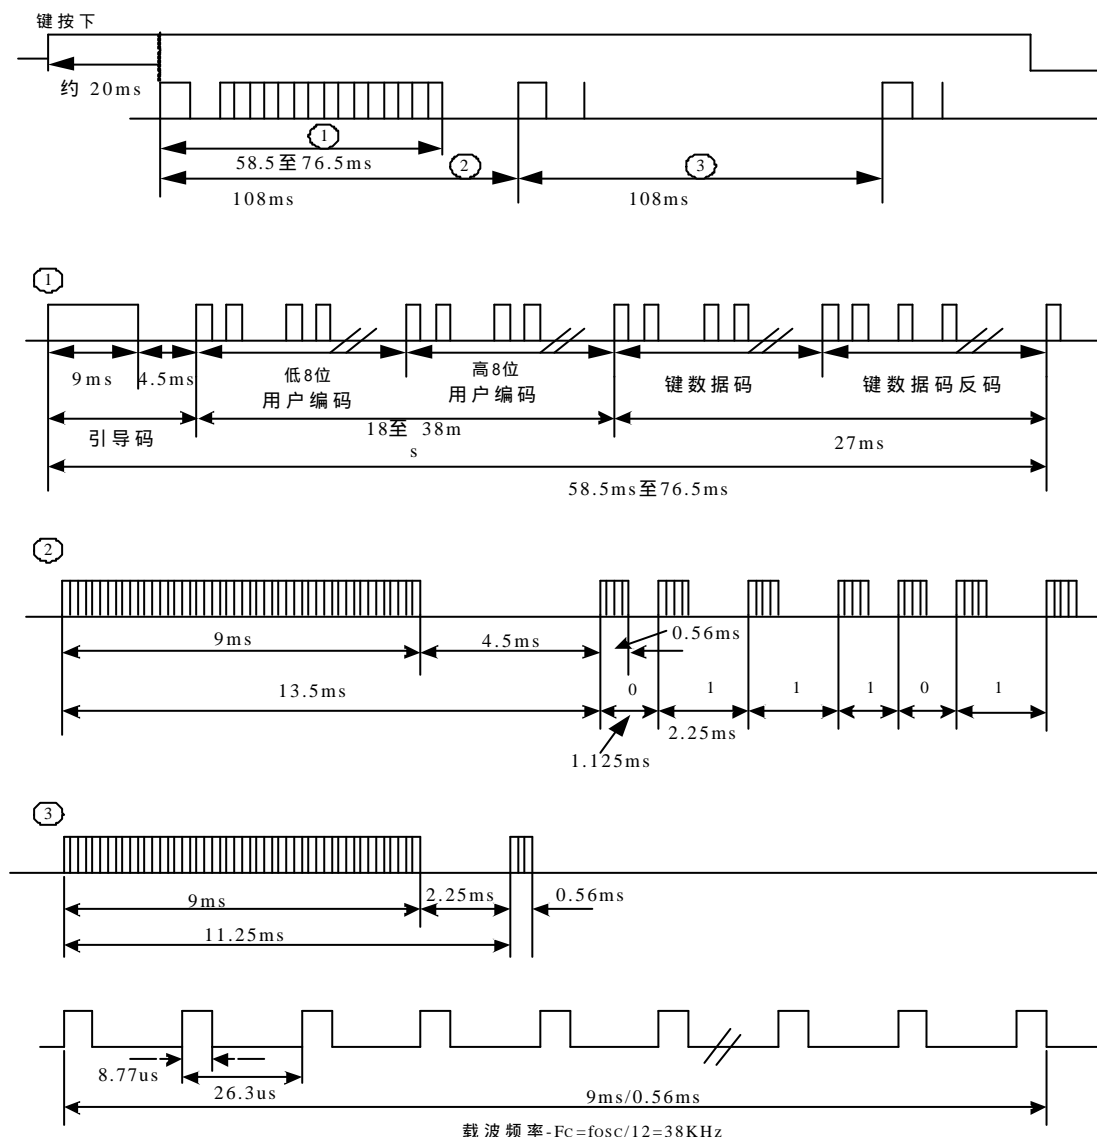 键按下
约 20ms
1
58.5至76.5ms
2
3
108ms
108ms
1
9ms
4.5ms
低8位
用户编码
高8位
用户编码
键数据码
键数据码反码
引导码
18至 38m
s
27ms
58.5ms至76.5ms
2
9ms
4.5ms
0.56ms
13.5ms
0
1
1
1
0
1
2.25ms
1.125ms
3
9ms
2.25ms
0.56ms
11.25ms
8.77us
26.3us
9ms/0.56ms
载波频率-Fc=fosc/12=38KHz